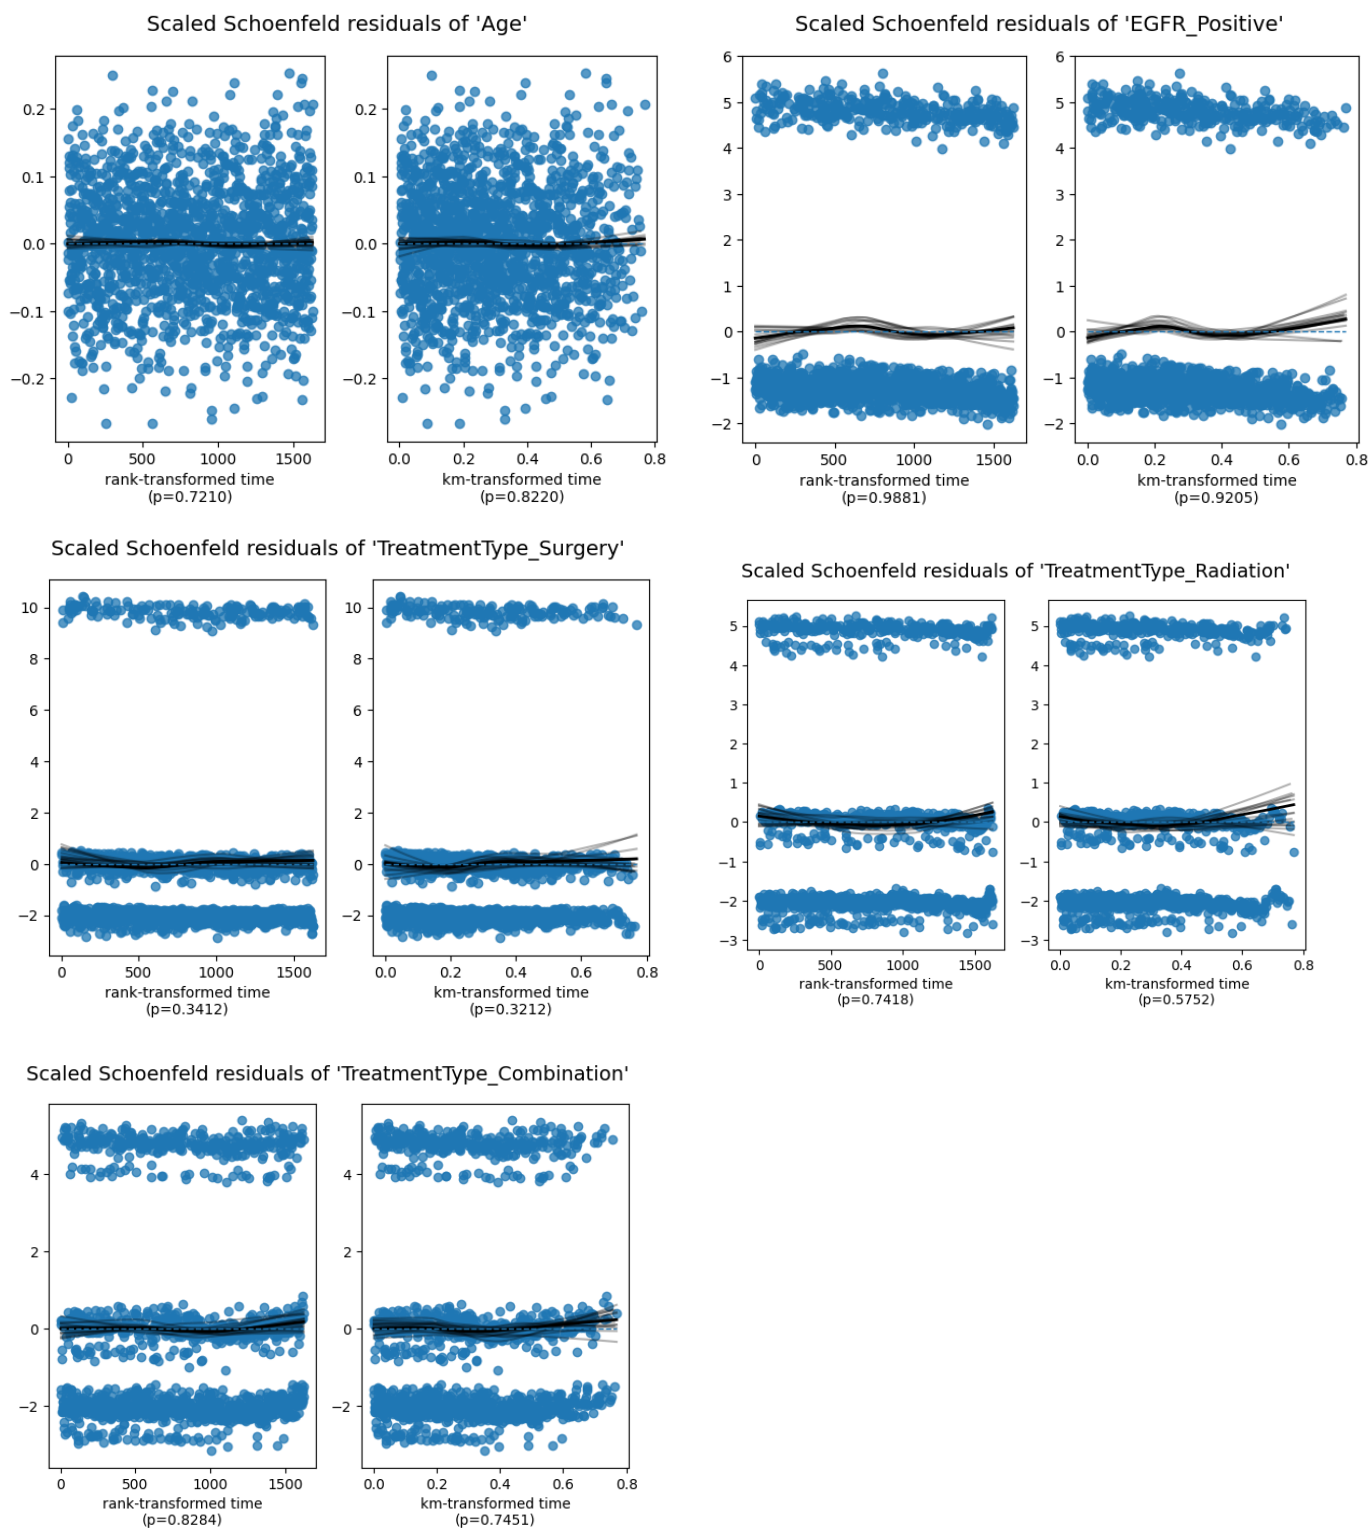 Scaled Schoenfeld residuals of 'Age'
0.2
0.1
0.0
−0.1
−0.2
0 500 1000 1500
rank-transformed time
(p=0.7210)
0.2
0.1
0.0
−0.1
−0.2
0.0 0.2 0.4 0.6 0.8
km-transformed time
(p=0.8220)
Scaled Schoenfeld residuals of 'EGFR_Positive'
6
5
4
3
2
1
0
−1
−2
0 500 1000 1500
rank-transformed time
(p=0.9881)
6
5
4
3
2
1
0
−1
−2
0.0 0.2 0.4 0.6 0.8
km-transformed time
(p=0.9205)
Scaled Schoenfeld residuals of 'TreatmentType_Surgery'
10
8
6
4
2
0
−2
0 500 1000 1500
rank-transformed time
(p=0.3412)
10
8
6
4
2
0
−2
0.0 0.2 0.4 0.6 0.8
km-transformed time
(p=0.3212)
Scaled Schoenfeld residuals of 'TreatmentType_Radiation'
5
4
3
2
1
0
−1
−2
−3
0 500 1000 1500
rank-transformed time
(p=0.7418)
5
4
3
2
1
0
−1
−2
−3
0.0 0.2 0.4 0.6 0.8
km-transformed time
(p=0.5752)
Scaled Schoenfeld residuals of 'TreatmentType_Combination'
4
2
0
−2
0 500 1000 1500
rank-transformed time
(p=0.8284)
4
2
0
−2
0.0 0.2 0.4 0.6 0.8
km-transformed time
(p=0.7451)